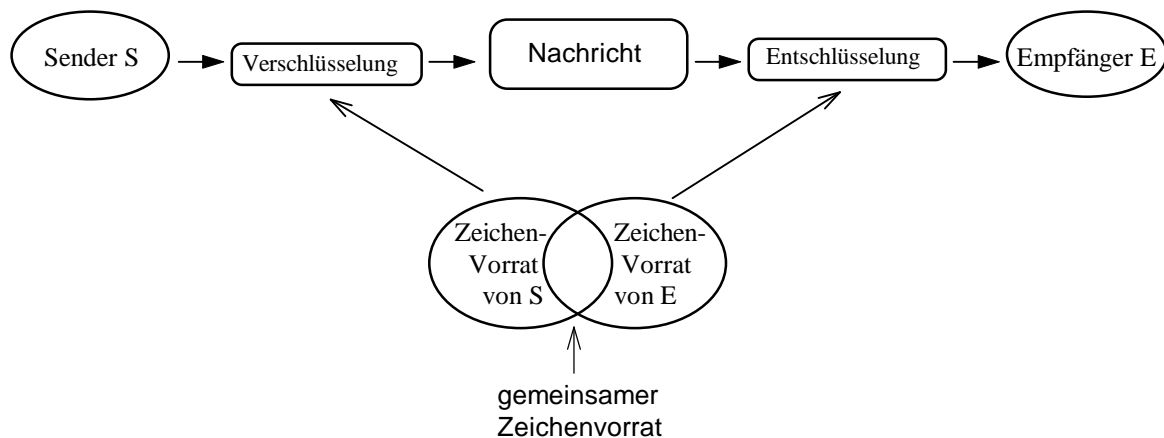 Sender S
Verschlüsselung
Nachricht
Entschlüsselung
Empfänger E
Zeichen-
Vorrat
von S
Zeichen-
Vorrat
von E
gemeinsamer
Zeichenvorrat